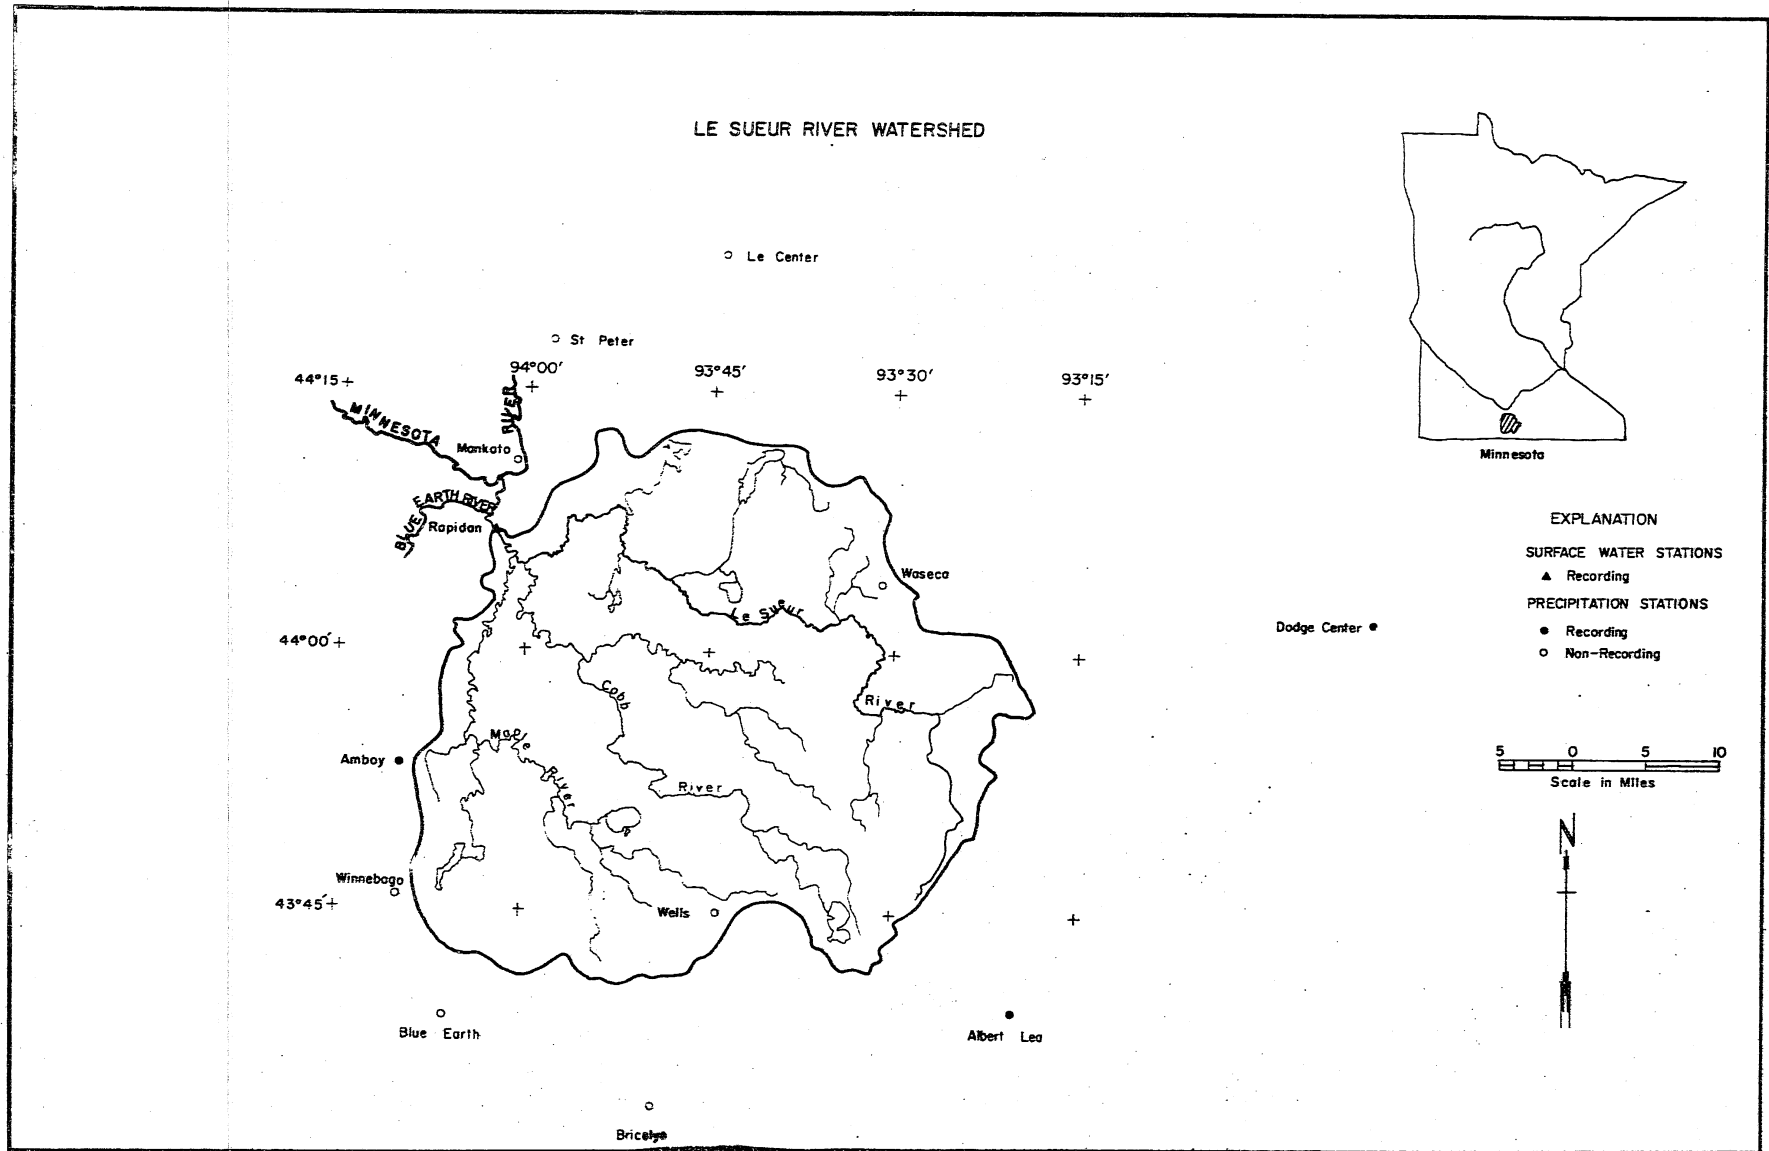 LE SUEUR RIVER WATERSHED
Le Center
St Peter
44°15
94°00'
93°45'
93°30'
93°15'
MINNESOTA
RIVER
Mankato
BLUE EARTH RIVER
Rapidan
Waseca
Le Sueur
River
44°00'
Cobb
River
Maple
River
Amboy
Winnebago
43°45'
Wells
Blue Earth
Albert Lea
Dodge Center
Minnesota
EXPLANATION
SURFACE WATER STATIONS
Recording
PRECIPITATION STATIONS
Recording
Non-Recording
5 0 5 10
Scale in Miles
N